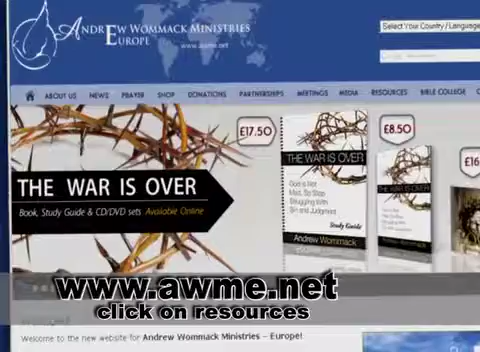 ANDREW WOMMACK MINISTRIES
EUROPE
www.awme.net
Select Your Country / Language
ABOUT US NEWS PRAYER SHOP DONATIONS PARTNERSHIPS MEETINGS MEDIA RESOURCES BIBLE COLLEGE
£17.50
£8.50
£16
THE WAR IS OVER
THE WAR IS OVER
Book, Study Guide & CD/DVD sets Available Online
God is Not
Mad, So Stop
Struggling With
Sin and Judgment
Study Guide
Andrew Wommack
www.awme.net
click on resources
Welcome to the new website for Andrew Wommack Ministries – Europe!